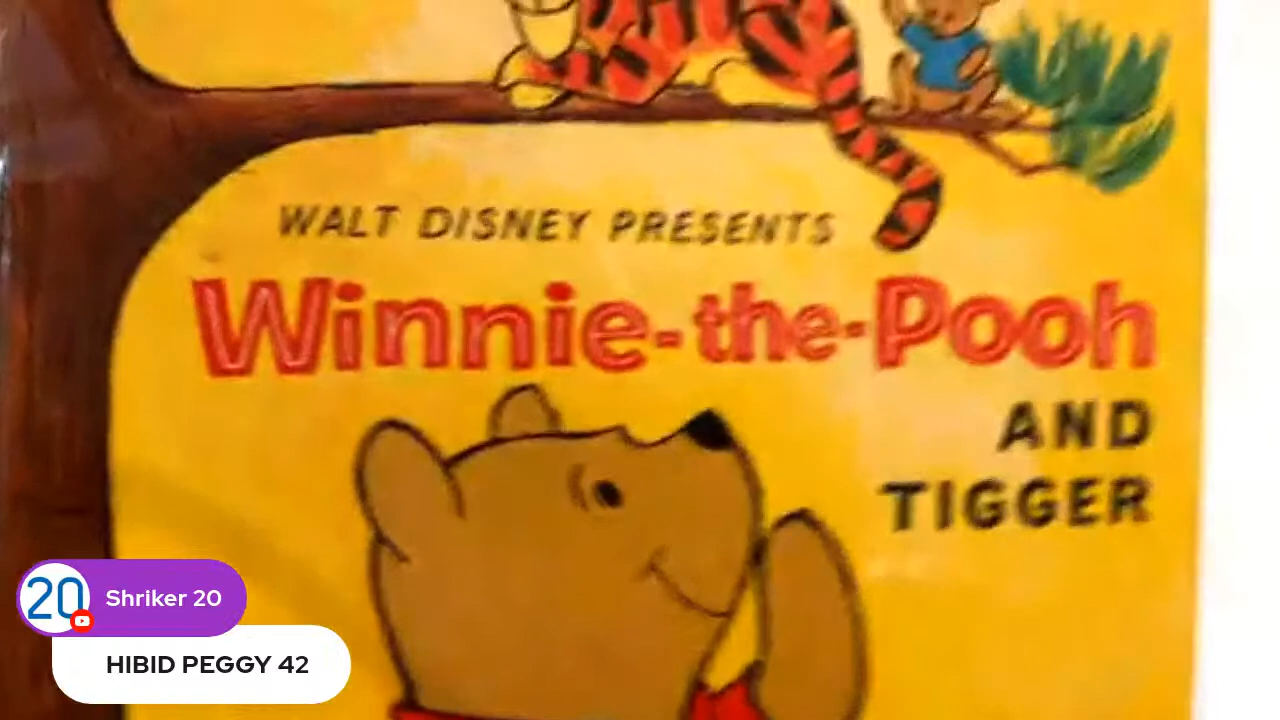 WALT DISNEY PRESENTS
Winnie-the-Pooh
AND
TIGGER
20 Shriker 20
HIBID PEGGY 42